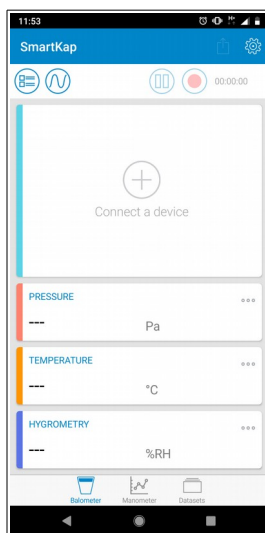 11:53
SmartKap
00:00:00
Connect a device
PRESSURE
---
Pa
TEMPERATURE
---
°C
HYGROMETRY
---
%RH
Balometer Manometer Datasets